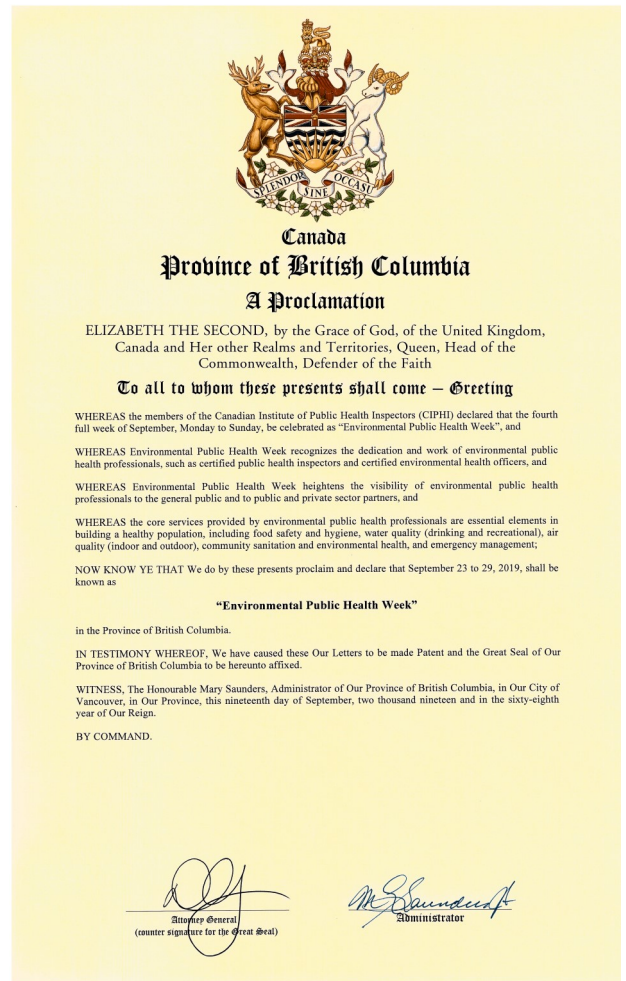 SPLENDOR SINE OCCASU
Canada
Province of British Columbia
A Proclamation
ELIZABETH THE SECOND, by the Grace of God, of the United Kingdom,
Canada and Her other Realms and Territories, Queen, Head of the
Commonwealth, Defender of the Faith
To all to whom these presents shall come – Greeting
WHEREAS the members of the Canadian Institute of Public Health Inspectors (CIPHI) declared that the fourth
full week of September, Monday to Sunday, be celebrated as “Environmental Public Health Week”, and
WHEREAS Environmental Public Health Week recognizes the dedication and work of environmental public
health professionals, such as certified public health inspectors and certified environmental health officers, and
WHEREAS Environmental Public Health Week heightens the visibility of environmental public health
professionals to the general public and to public and private sector partners, and
WHEREAS the core services provided by environmental public health professionals are essential elements in
building a healthy population, including food safety and hygiene, water quality (drinking and recreational), air
quality (indoor and outdoor), community sanitation and environmental health, and emergency management;
NOW KNOW YE THAT We do by these presents proclaim and declare that September 23 to 29, 2019, shall be
known as
“Environmental Public Health Week”
in the Province of British Columbia.
IN TESTIMONY WHEREOF, We have caused these Our Letters to be made Patent and the Great Seal of Our
Province of British Columbia to be hereunto affixed.
WITNESS, The Honourable Mary Saunders, Administrator of Our Province of British Columbia, in Our City of
Vancouver, in Our Province, this nineteenth day of September, two thousand nineteen and in the sixty-eighth
year of Our Reign.
BY COMMAND.
Attorney General
(counter signature for the Great Seal)
Administrator